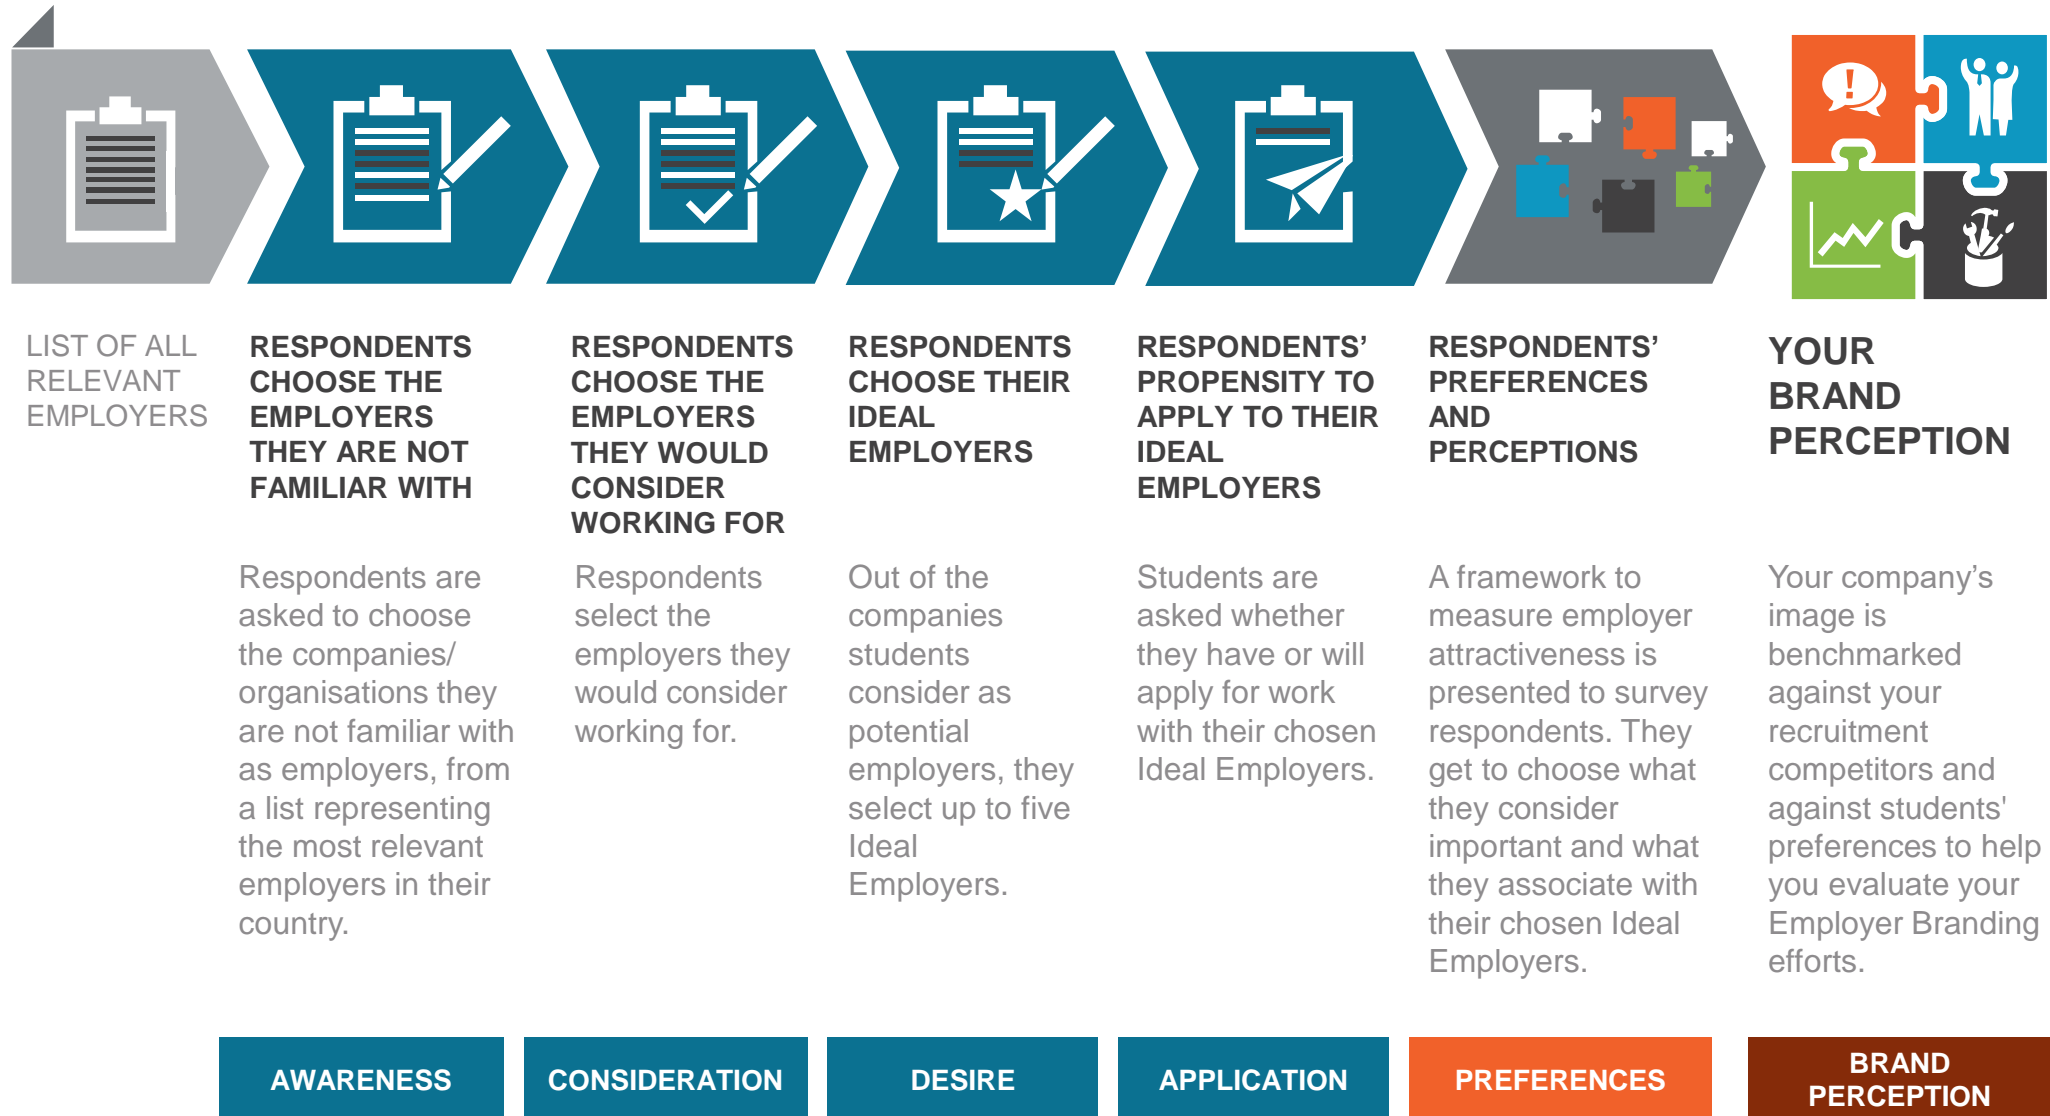 LIST OF ALL
RELEVANT
EMPLOYERS
RESPONDENTS
CHOOSE THE
EMPLOYERS
THEY ARE NOT
FAMILIAR WITH
RESPONDENTS
CHOOSE THE
EMPLOYERS
THEY WOULD
CONSIDER
WORKING FOR
RESPONDENTS
CHOOSE THEIR
IDEAL
EMPLOYERS
RESPONDENTS’
PROPENSITY TO
APPLY TO THEIR
IDEAL
EMPLOYERS
RESPONDENTS’
PREFERENCES
AND
PERCEPTIONS
YOUR
BRAND
PERCEPTION
Respondents are
asked to choose
the companies/
organisations they
are not familiar with
as employers, from
a list representing
the most relevant
employers in their
country.
Respondents
select the
employers they
would consider
working for.
Out of the
companies
students
consider as
potential
employers, they
select up to five
Ideal
Employers.
Students are
asked whether
they have or will
apply for work
with their chosen
Ideal Employers.
A framework to
measure employer
attractiveness is
presented to survey
respondents. They
get to choose what
they consider
important and what
they associate with
their chosen Ideal
Employers.
Your company’s
image is
benchmarked
against your
recruitment
competitors and
against students'
preferences to help
you evaluate your
Employer Branding
efforts.
AWARENESS
CONSIDERATION
DESIRE
APPLICATION
PREFERENCES
BRAND
PERCEPTION